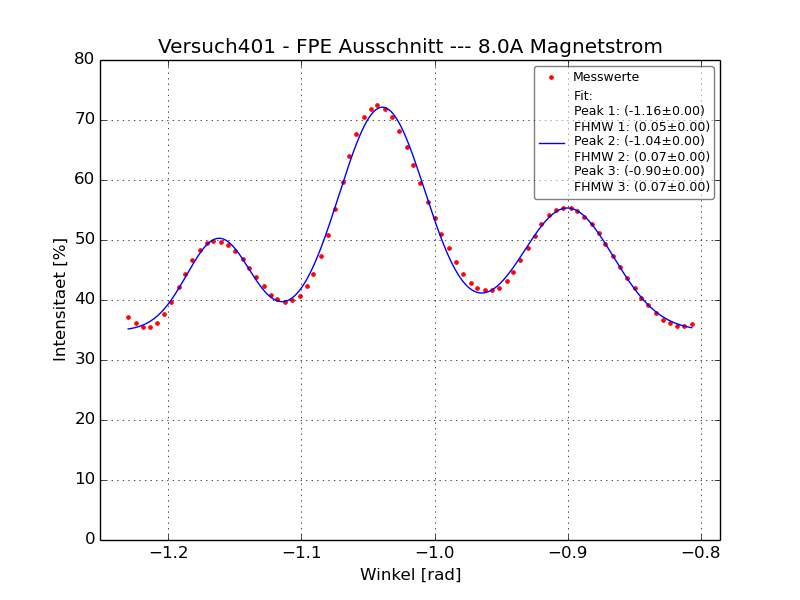 Versuch401 - FPE Ausschnitt --- 8.0A Magnetstrom
Messwerte
Fit:
Peak 1: (-1.16±0.00)
FHMW 1: (0.05±0.00)
Peak 2: (-1.04±0.00)
FHMW 2: (0.07±0.00)
Peak 3: (-0.90±0.00)
FHMW 3: (0.07±0.00)
Intensitaet [%]
80
70
60
50
40
30
20
10
0
−1.2 −1.1 −1.0 −0.9 −0.8
Winkel [rad]